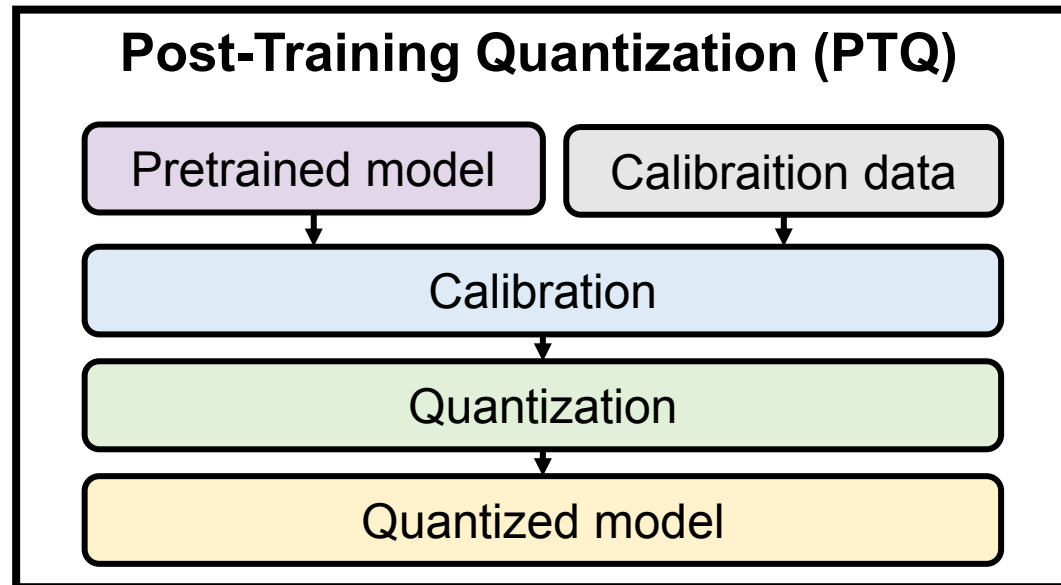 Post-Training Quantization (PTQ)
Pretrained model
Calibraition data
Calibration
Quantization
Quantized model